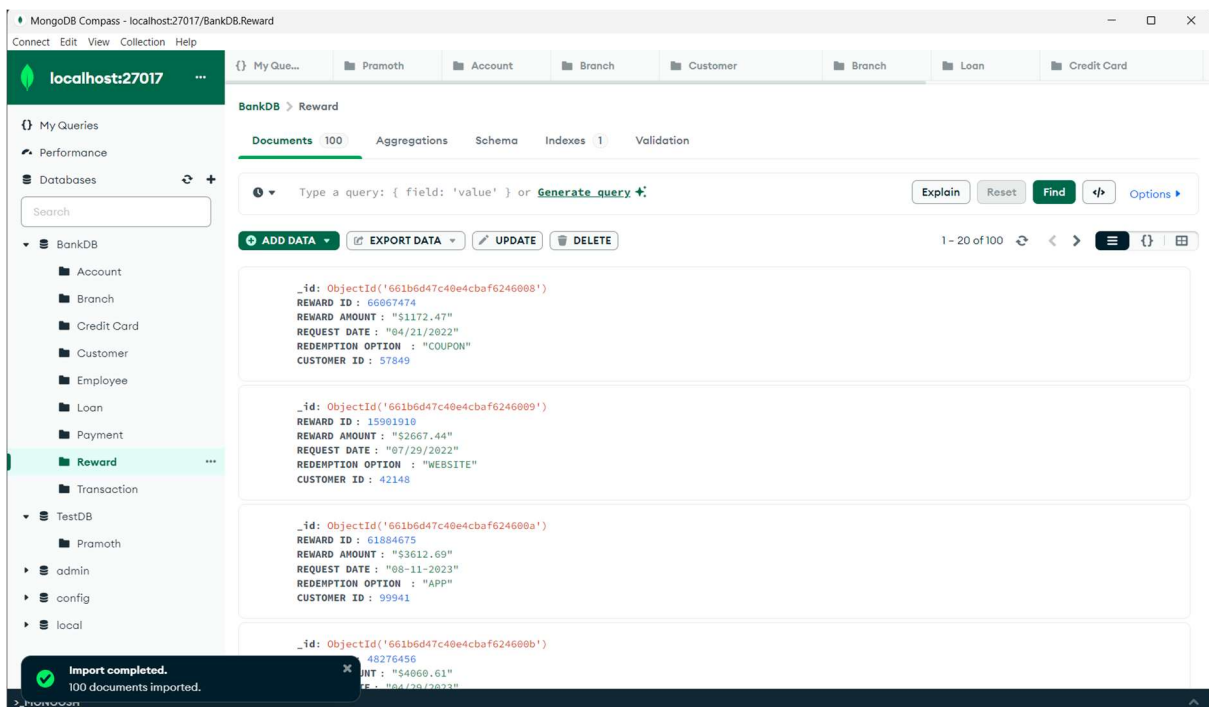 MongoDB Compass - localhost:27017/BankDB.Reward
Connect Edit View Collection Help
localhost:27017 ...
{} My Queries
Performance
Databases
Search
BankDB
Account
Branch
Credit Card
Customer
Employee
Loan
Payment
Reward ...
Transaction
TestDB
Pramoth
admin
config
local
{} My Que... Pramoth Account Branch Customer Branch Loan Credit Card
BankDB > Reward
Documents 100 Aggregations Schema Indexes 1 Validation
Type a query: { field: 'value' } or Generate query
Explain Reset Find </> Options
ADD DATA EXPORT DATA UPDATE DELETE
1 - 20 of 100 < > {}
_id: ObjectId('661b6d47c40e4cbaf6246008')
REWARD ID : 66067474
REWARD AMOUNT : "$1172.47"
REQUEST DATE : "04/21/2022"
REDEMPTION OPTION : "COUPON"
CUSTOMER ID : 57849
_id: ObjectId('661b6d47c40e4cbaf6246009')
REWARD ID : 15901910
REWARD AMOUNT : "$2667.44"
REQUEST DATE : "07/29/2022"
REDEMPTION OPTION : "WEBSITE"
CUSTOMER ID : 42148
_id: ObjectId('661b6d47c40e4cbaf624600a')
REWARD ID : 61884675
REWARD AMOUNT : "$3612.69"
REQUEST DATE : "08-11-2023"
REDEMPTION OPTION : "APP"
CUSTOMER ID : 99941
_id: ObjectId('661b6d47c40e4cbaf624600b')
48276456
UNT : "$4060.61"
TE : "04/29/2023"
Import completed.
100 documents imported.
>_MONGOSH